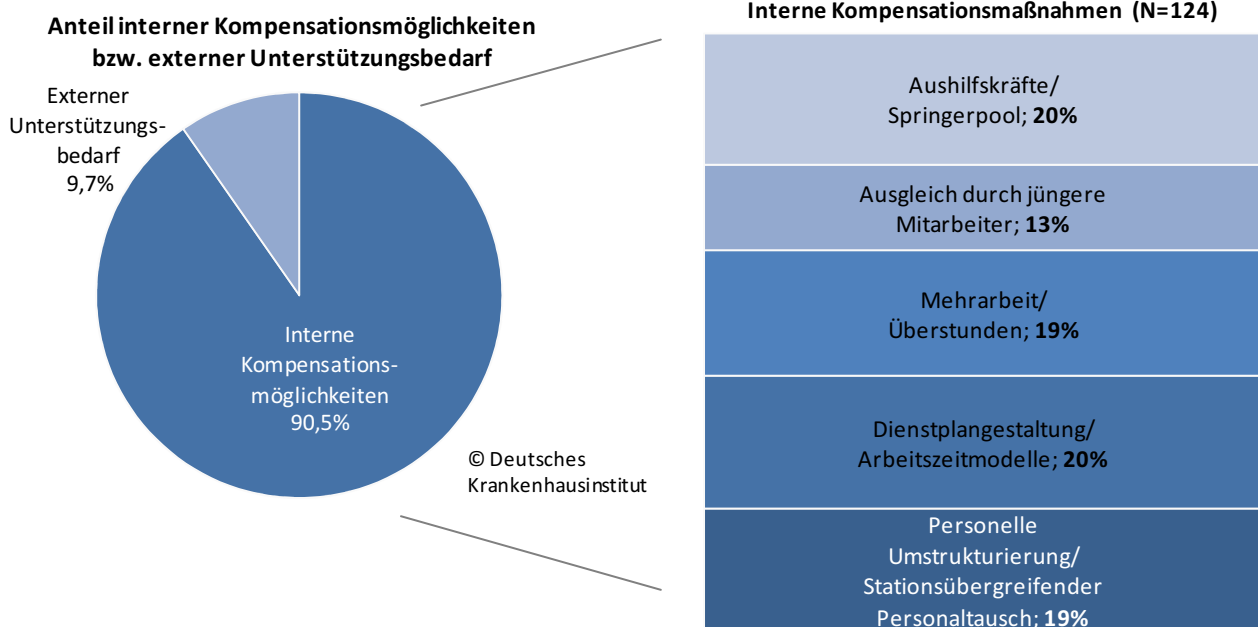 Anteil interner Kompensationsmöglichkeiten
bzw. externer Unterstützungsbedarf
Externer
Unterstützungs-
bedarf
9,7%
Interne
Kompensations-
möglichkeiten
90,5%
© Deutsches
Krankenhausinstitut
Interne Kompensationsmaßnahmen (N=124)
Aushilfskräfte/
Springerpool; 20%
Ausgleich durch jüngere
Mitarbeiter; 13%
Mehrarbeit/
Überstunden; 19%
Dienstplangestaltung/
Arbeitszeitmodelle; 20%
Personelle
Umstrukturierung/
Stationsübergreifender
Personaltausch; 19%